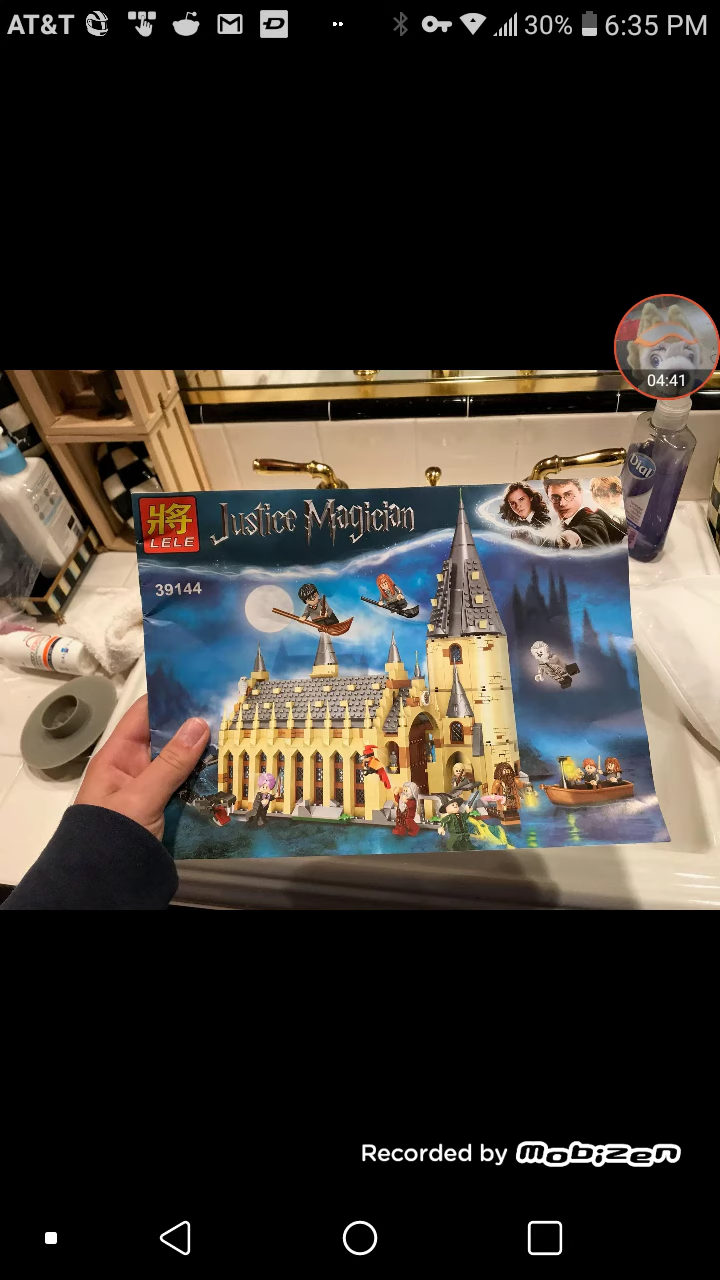 AT&T 30% 6:35 PM
04:41
Dial
將
LELE
Justice Magician
39144
Recorded by mobizen